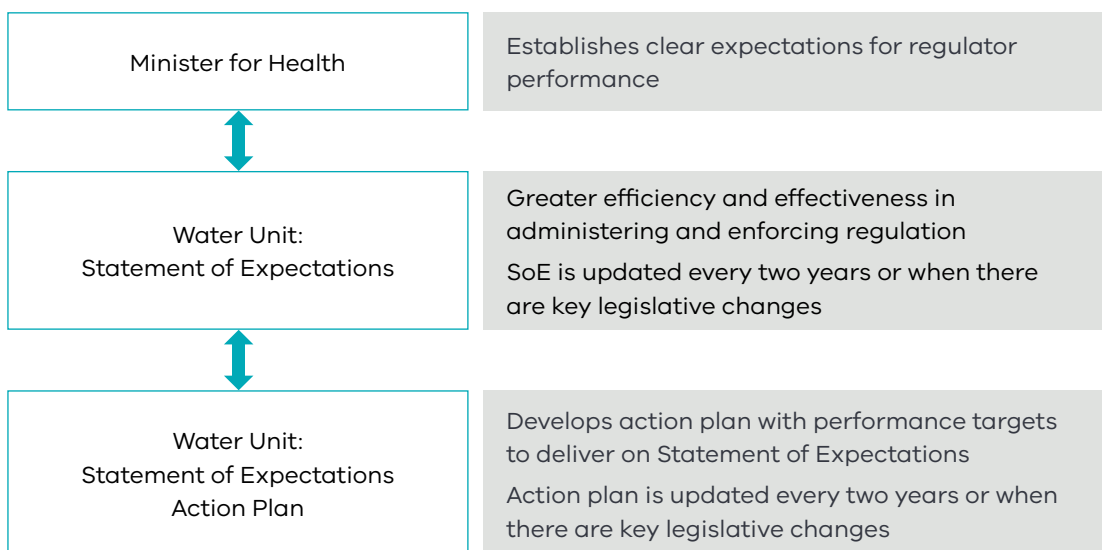 Minister for Health
Establishes clear expectations for regulator
performance
Water Unit:
Statement of Expectations
Greater efficiency and effectiveness in
administering and enforcing regulation
SoE is updated every two years or when there
are key legislative changes
Water Unit:
Statement of Expectations
Action Plan
Develops action plan with performance targets
to deliver on Statement of Expectations
Action plan is updated every two years or when
there are key legislative changes